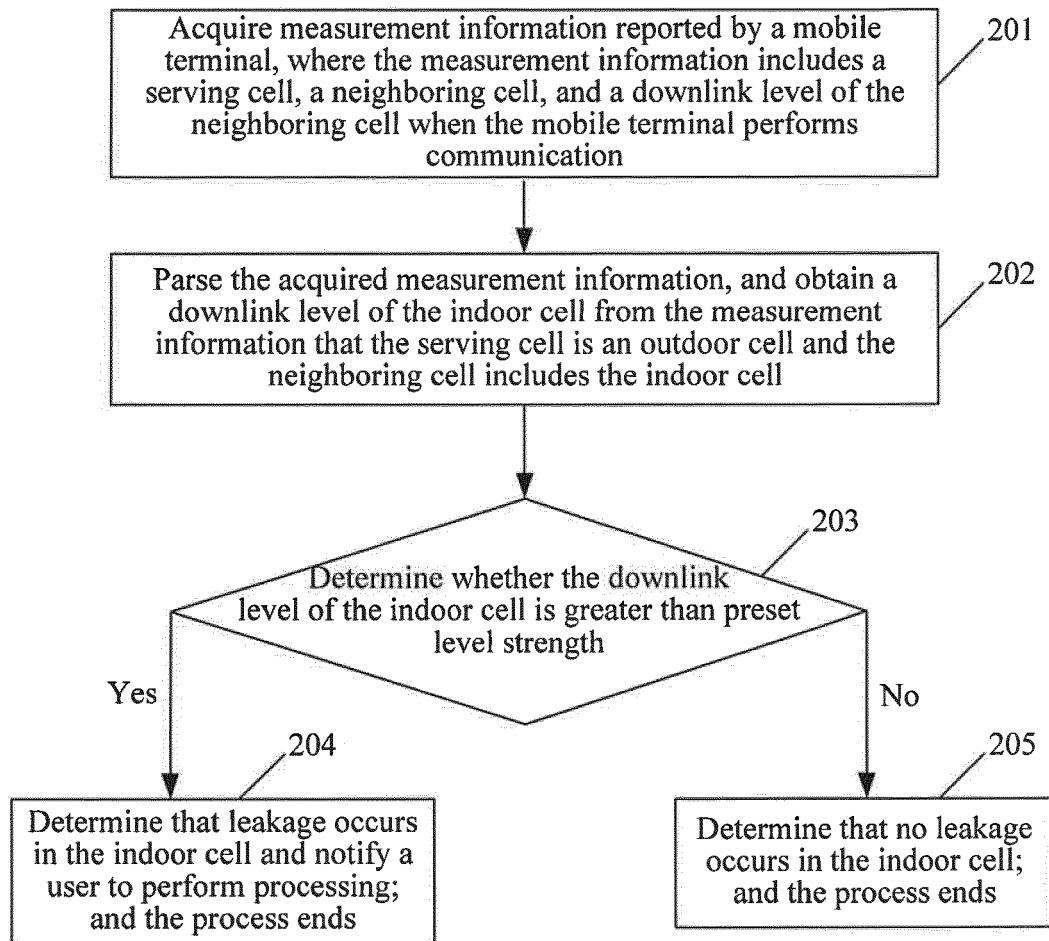 Acquire measurement information reported by a mobile
terminal, where the measurement information includes a
serving cell, a neighboring cell, and a downlink level of the
neighboring cell when the mobile terminal performs
communication
201
Parse the acquired measurement information, and obtain a
downlink level of the indoor cell from the measurement
information that the serving cell is an outdoor cell and the
neighboring cell includes the indoor cell
202
203
Determine whether the downlink
level of the indoor cell is greater than preset
level strength
Yes
No
204
Determine that leakage occurs
in the indoor cell and notify a
user to perform processing;
and the process ends
205
Determine that no leakage
occurs in the indoor cell;
and the process ends